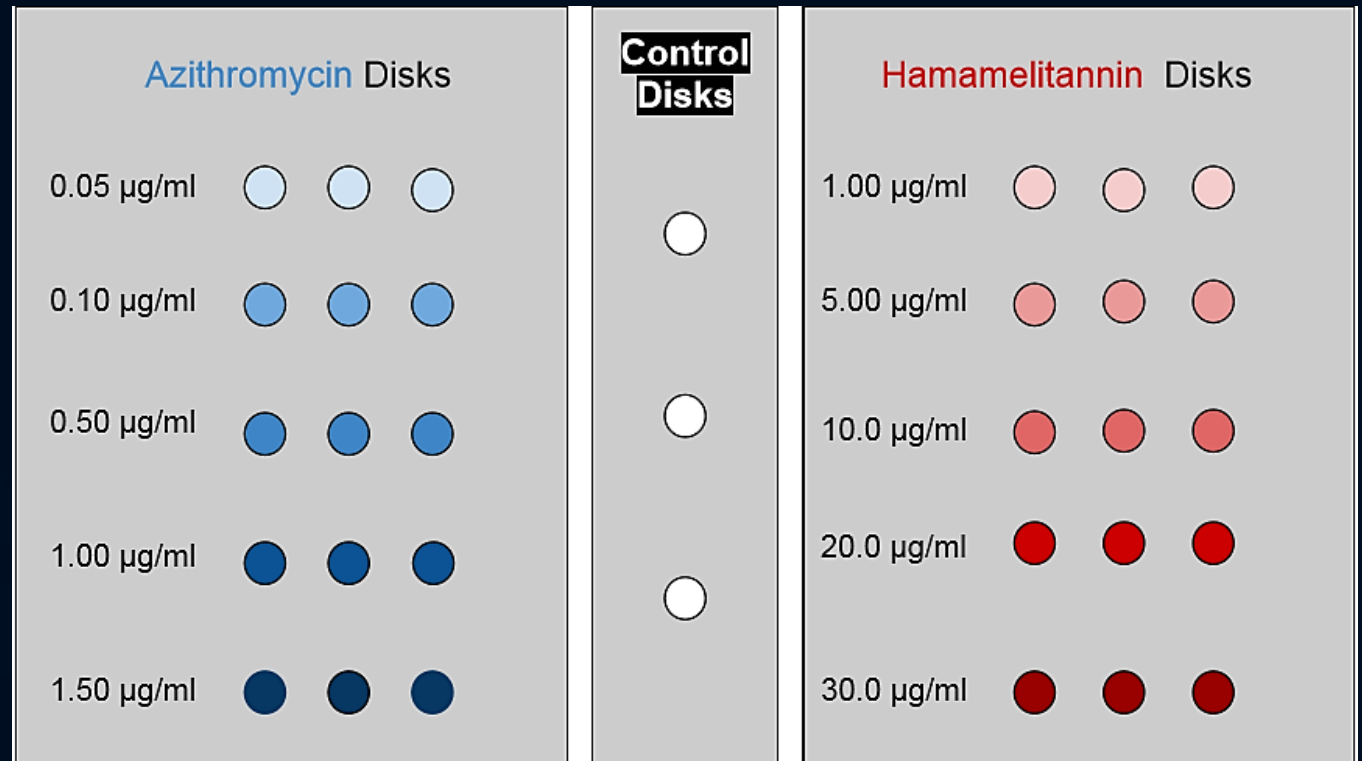 Azithromycin Disks
0.05 µg/ml
0.10 µg/ml
0.50 µg/ml
1.00 µg/ml
1.50 µg/ml
Control
Disks
Hamamelitannin Disks
1.00 µg/ml
5.00 µg/ml
10.0 µg/ml
20.0 µg/ml
30.0 µg/ml